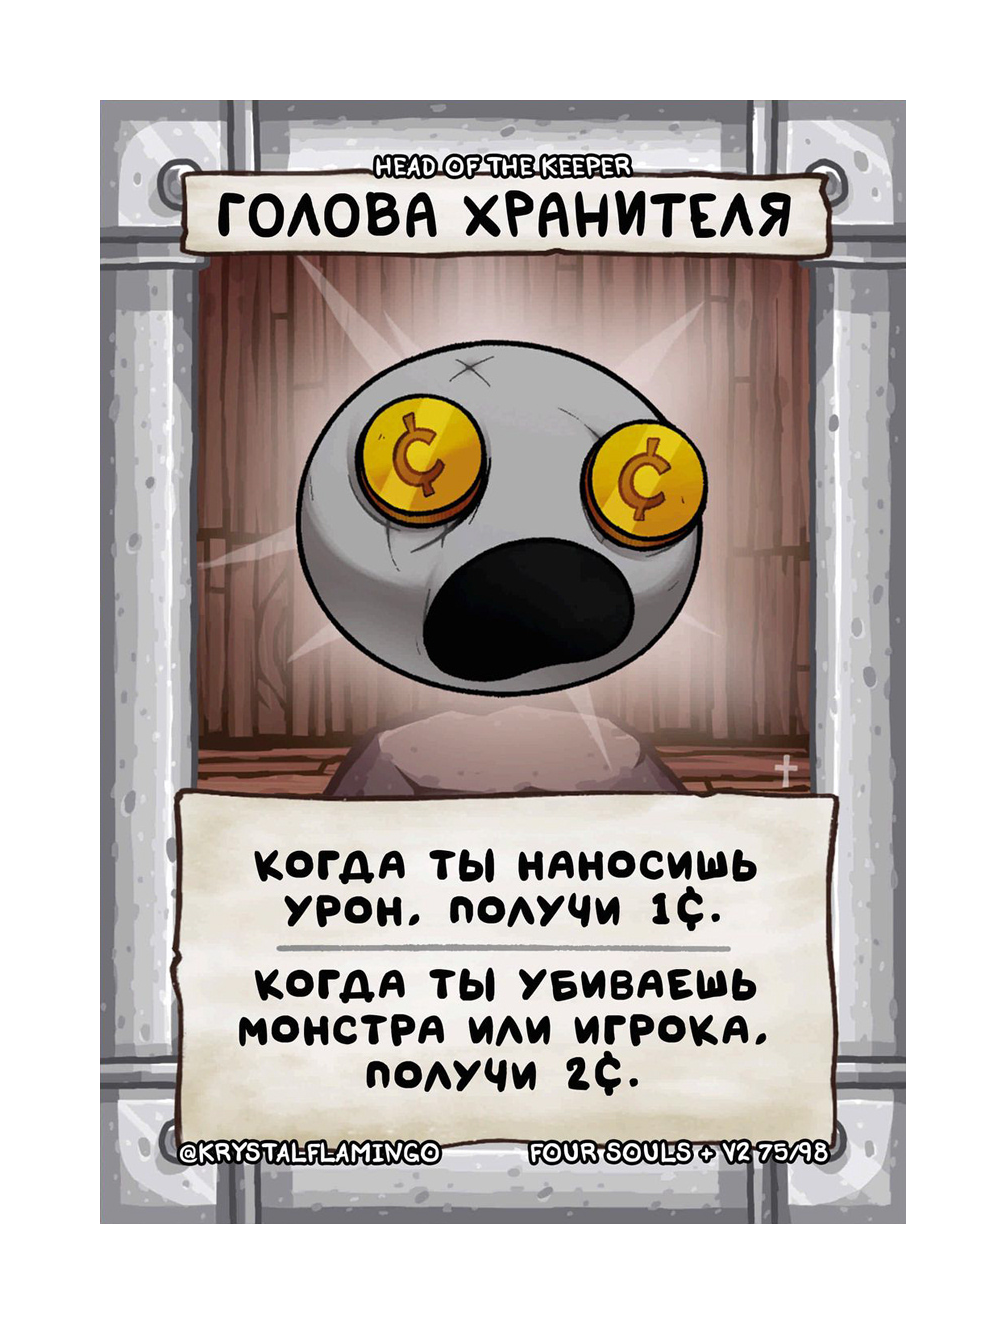 HEAD OF THE KEEPER
ГОЛОВА ХРАНИТЕЛЯ
КОГДА ТЫ НАНОСИШЬ
УРОН, ПОЛУЧИ 1¢.
КОГДА ТЫ УБИВАЕШЬ
МОНСТРА ИЛИ ИГРОКА,
ПОЛУЧИ 2¢.
@KRYSTALFLAMINGO FOUR SOULS + V2 75/98